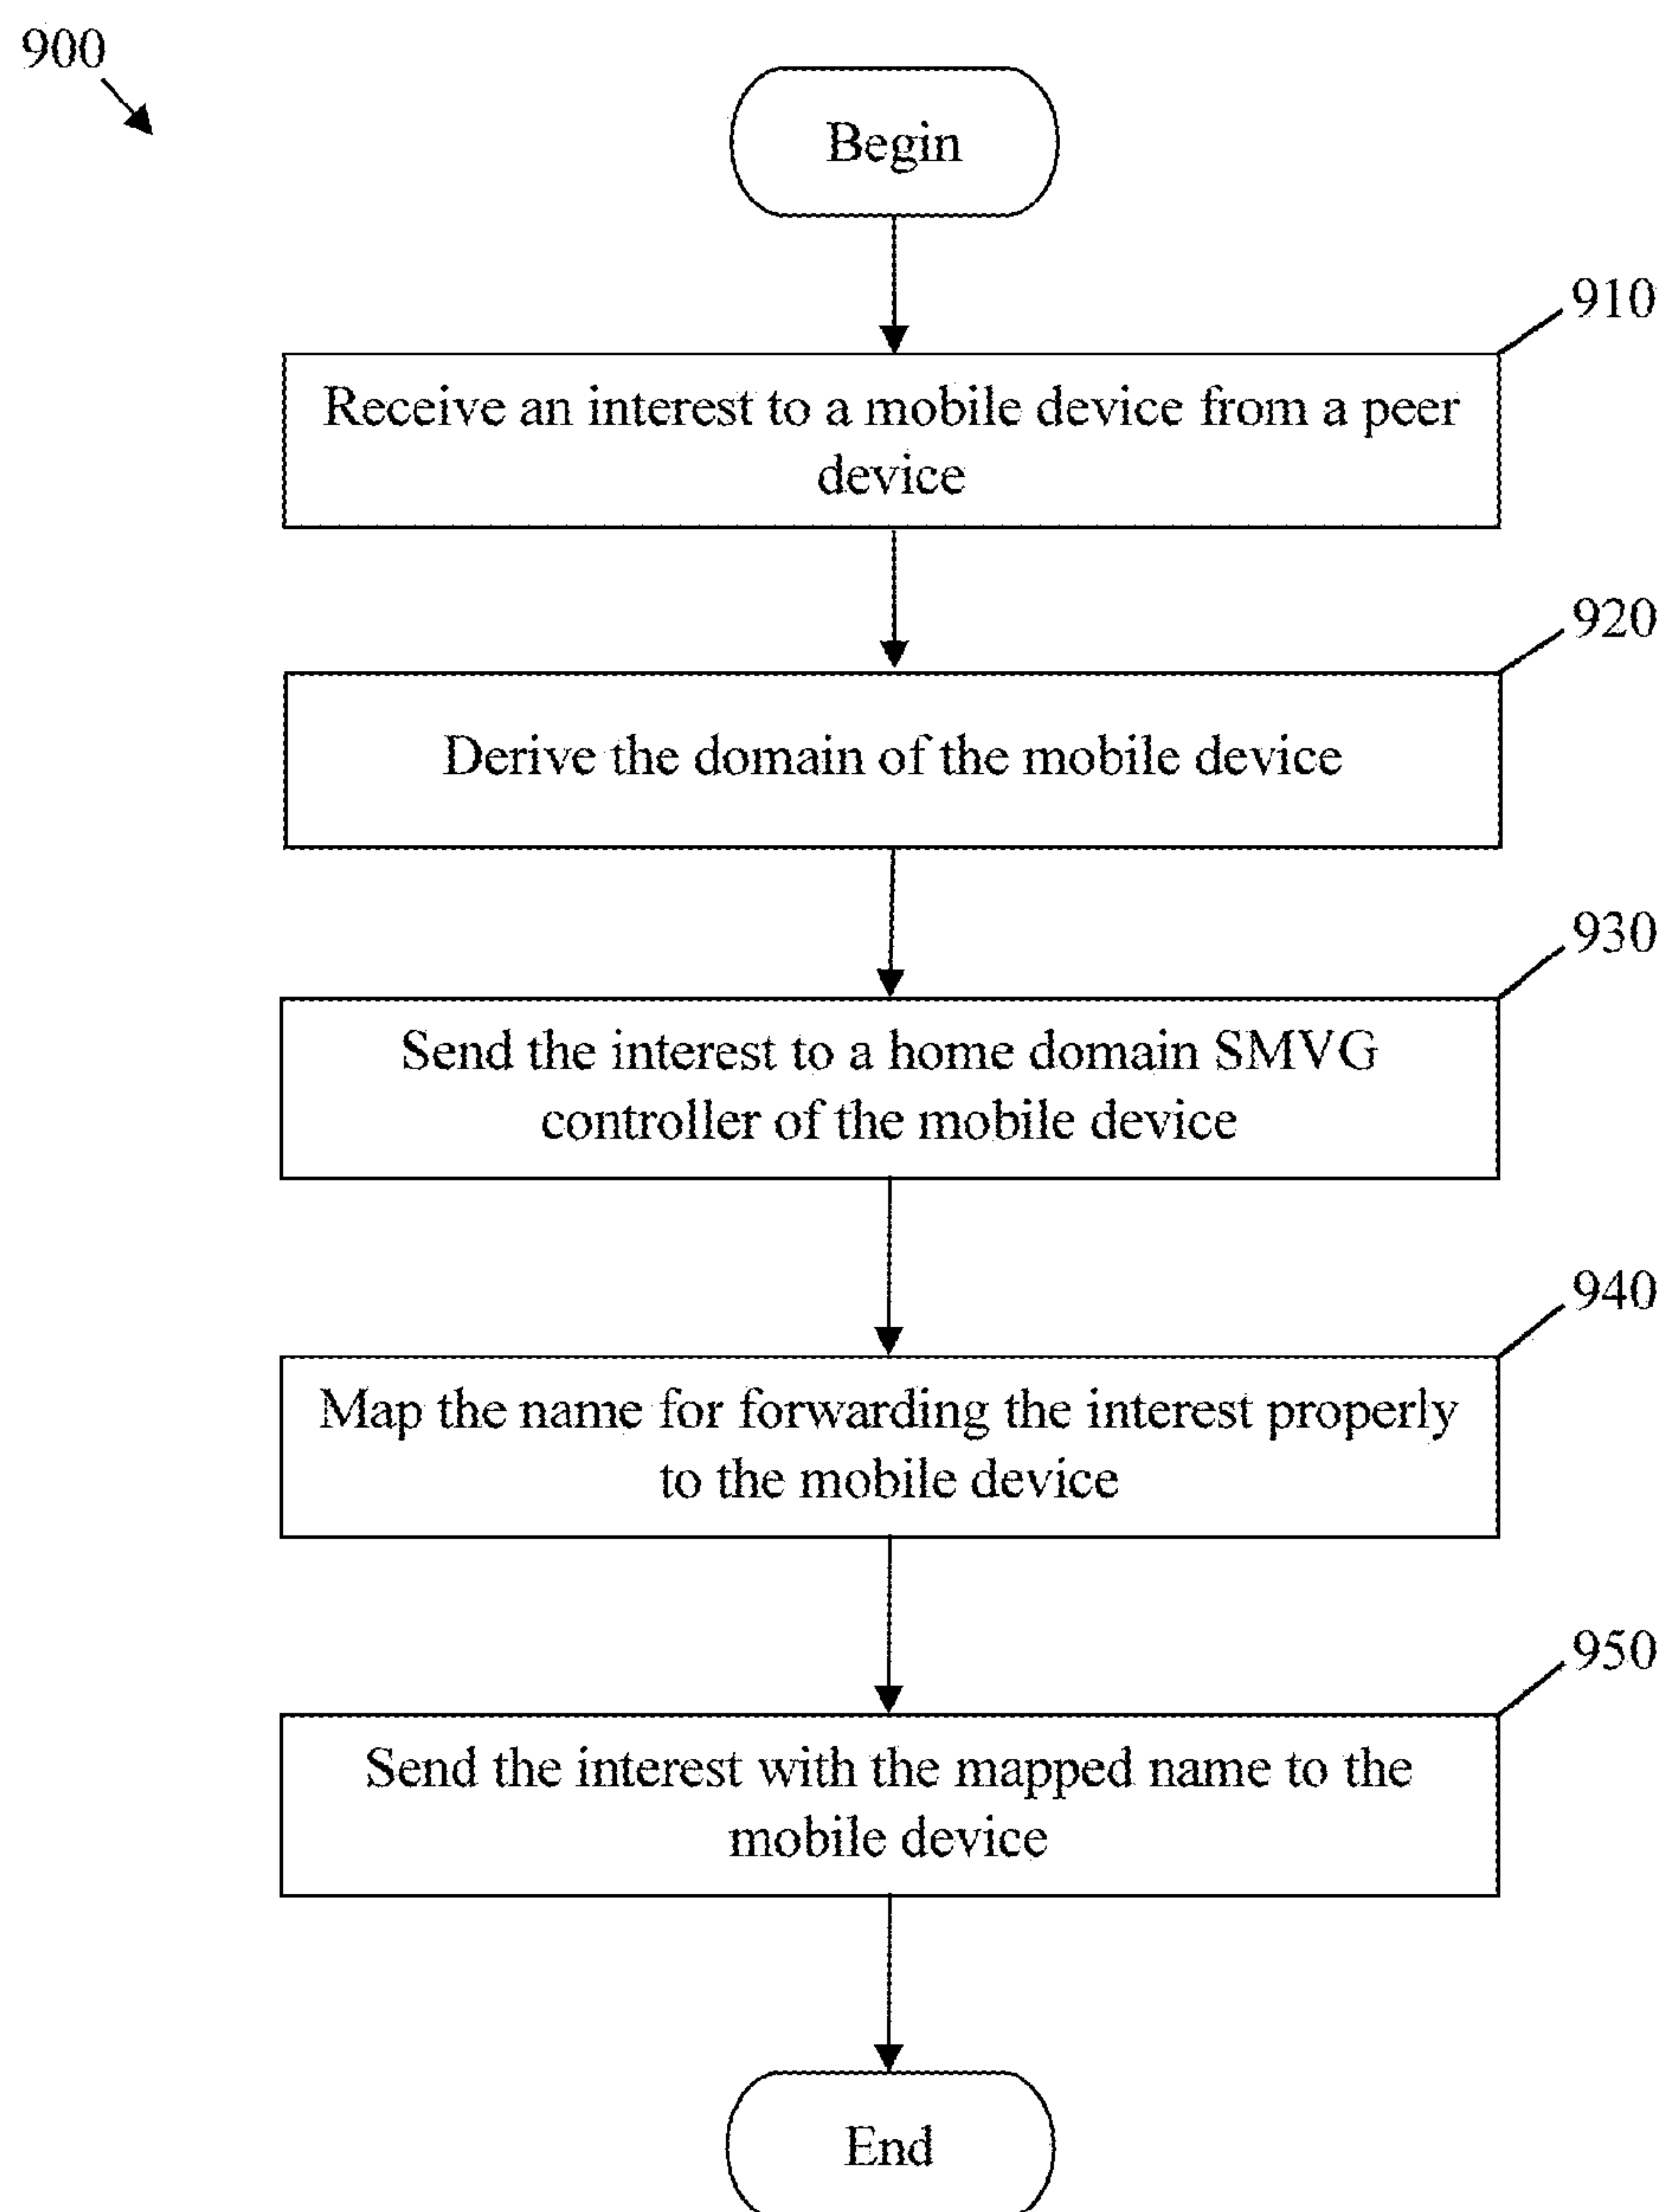 900
Begin
910
Receive an interest to a mobile device from a peer
device
920
Derive the domain of the mobile device
930
Send the interest to a home domain SMVG
controller of the mobile device
940
Map the name for forwarding the interest properly
to the mobile device
950
Send the interest with the mapped name to the
mobile device
End